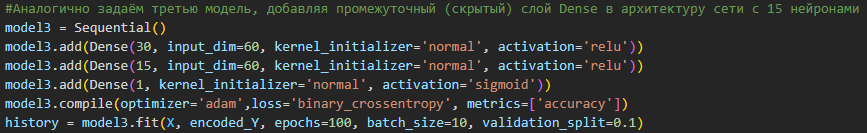 #Аналогично задаём третью модель, добавляя промежуточный (скрытый) слой Dense в архитектуру сети с 15 нейронами
model3 = Sequential()
model3.add(Dense(30, input_dim=60, kernel_initializer='normal', activation='relu'))
model3.add(Dense(15, input_dim=60, kernel_initializer='normal', activation='relu'))
model3.add(Dense(1, kernel_initializer='normal', activation='sigmoid'))
model3.compile(optimizer='adam',loss='binary_crossentropy', metrics=['accuracy'])
history = model3.fit(X, encoded_Y, epochs=100, batch_size=10, validation_split=0.1)